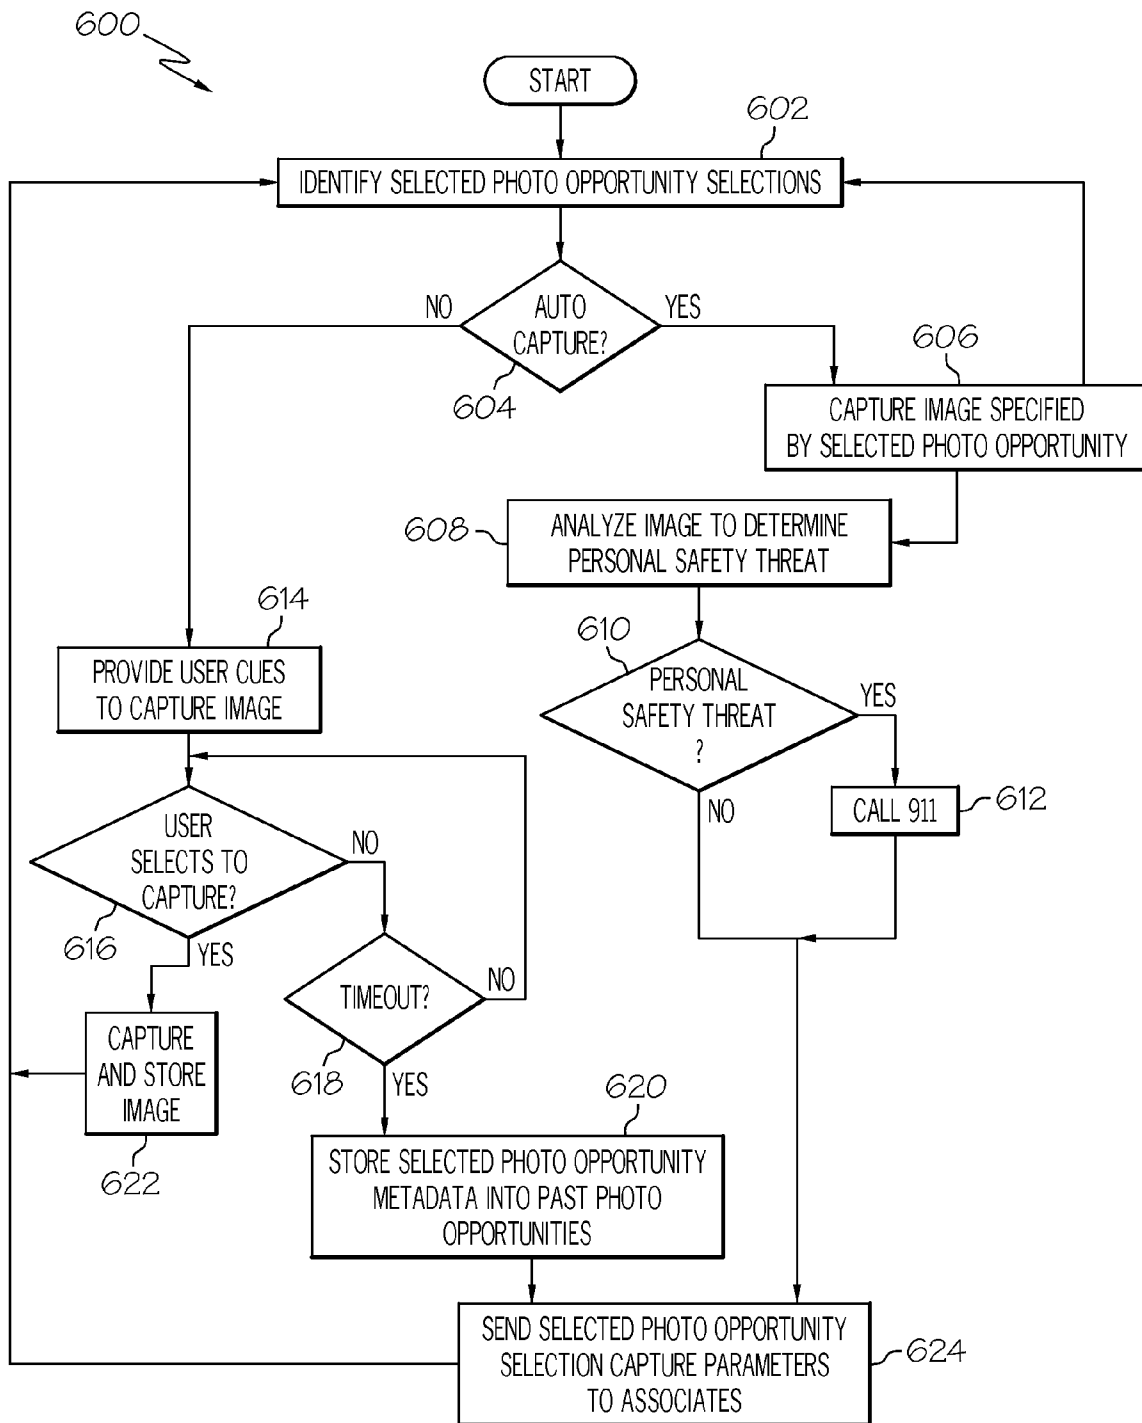 600
START
602
IDENTIFY SELECTED PHOTO OPPORTUNITY SELECTIONS
NO
AUTO
CAPTURE?
YES
604
606
CAPTURE IMAGE SPECIFIED
BY SELECTED PHOTO OPPORTUNITY
608
ANALYZE IMAGE TO DETERMINE
PERSONAL SAFETY THREAT
614
PROVIDE USER CUES
TO CAPTURE IMAGE
610
PERSONAL
SAFETY THREAT
?
YES
NO
CALL 911
612
USER
SELECTS TO
CAPTURE?
NO
616
YES
TIMEOUT?
NO
618
YES
CAPTURE
AND STORE
IMAGE
622
620
STORE SELECTED PHOTO OPPORTUNITY
METADATA INTO PAST PHOTO
OPPORTUNITIES
SEND SELECTED PHOTO OPPORTUNITY
SELECTION CAPTURE PARAMETERS
TO ASSOCIATES
624